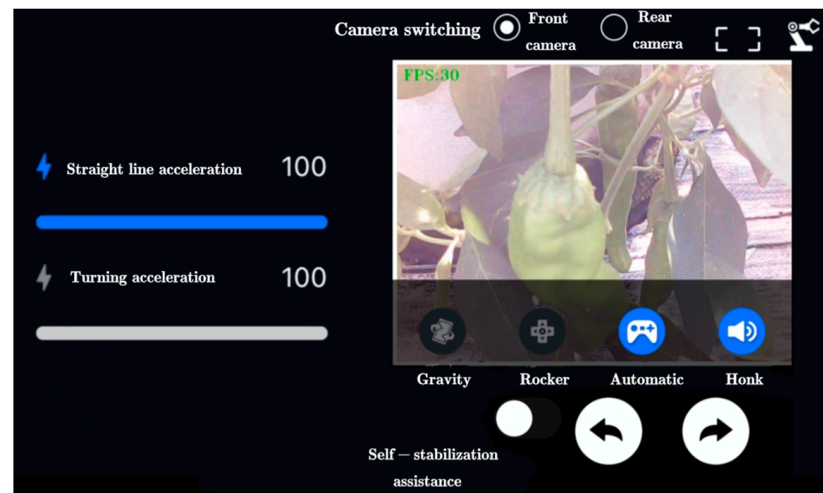 Camera switching
Front
camera
Rear
camera
FPS:30
Straight line acceleration 100
Turning acceleration 100
Gravity Rocker Automatic Honk
Self – stabilization
assistance